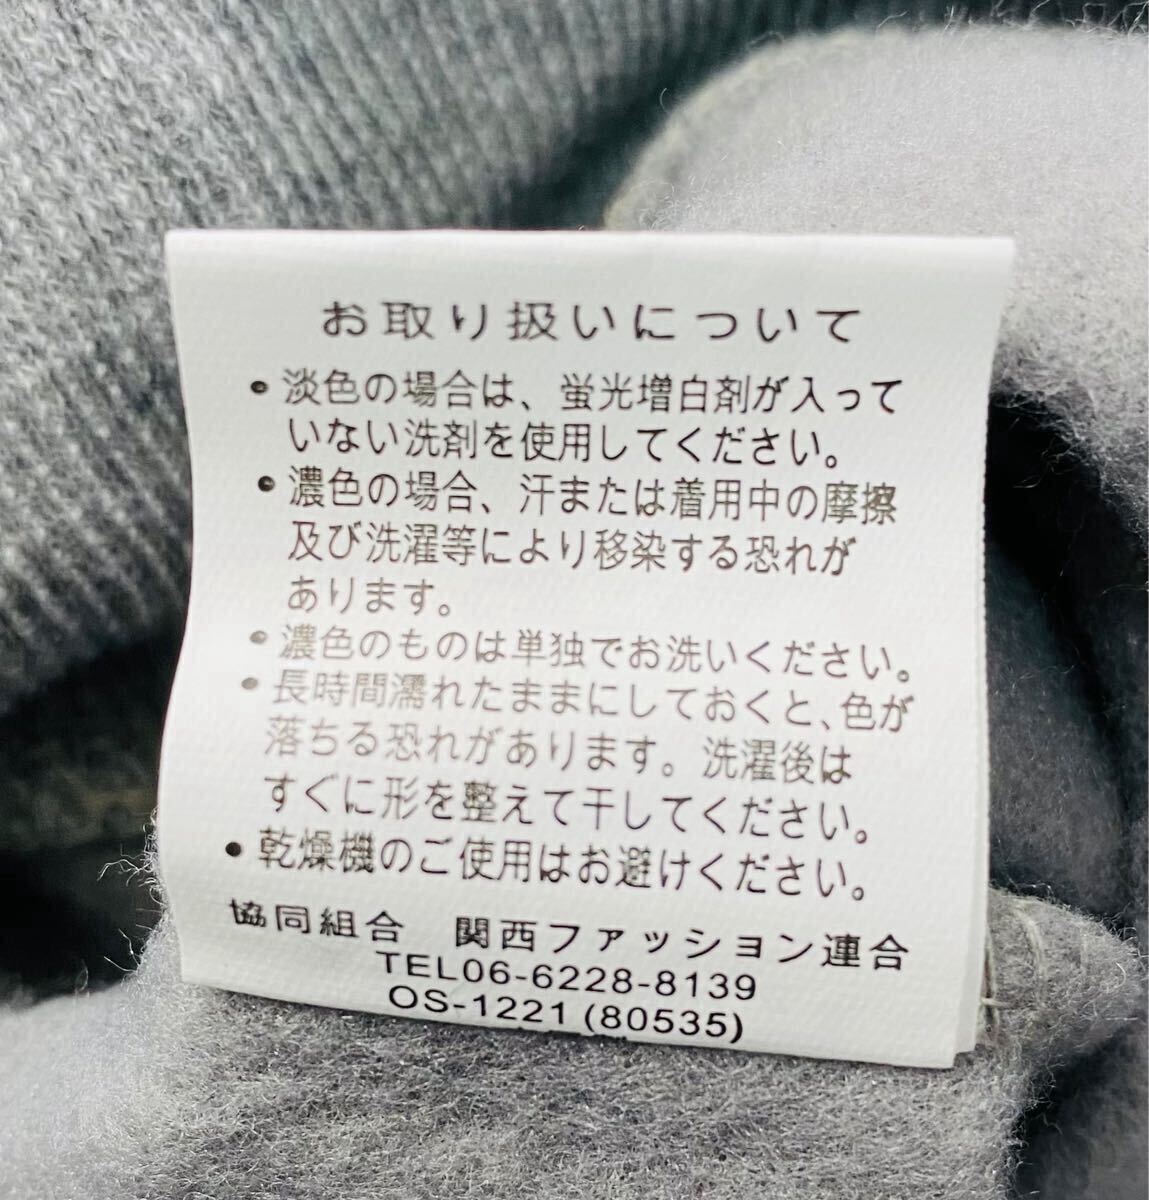 お取り扱いについて
• 淡色の場合は、蛍光増白剤が入って
いない洗剤を使用してください。
• 濃色の場合、汗または着用中の摩擦
及び洗濯等により移染する恐れが
あります。
• 濃色のものは単独でお洗いください。
• 長時間濡れたままにしておくと、色が
落ちる恐れがあります。洗濯後は
すぐに形を整えて干してください。
• 乾燥機のご使用はお避けください。
協同組合 関西ファッション連合
TEL06-6228-8139
OS-1221(80535)